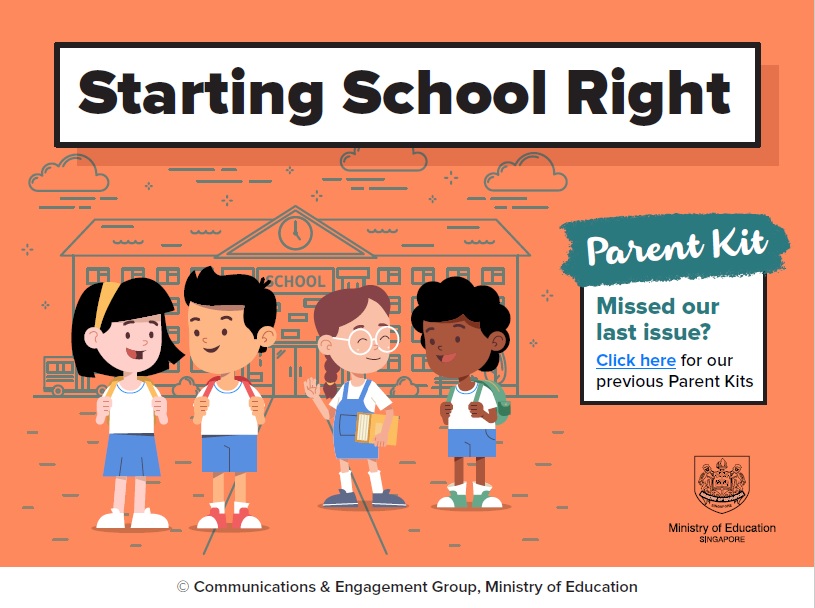 Starting School Right
SCHOOL
Parent Kit
Missed our
last issue?
Click here for our
previous Parent Kits
Ministry of Education
SINGAPORE
© Communications & Engagement Group, Ministry of Education